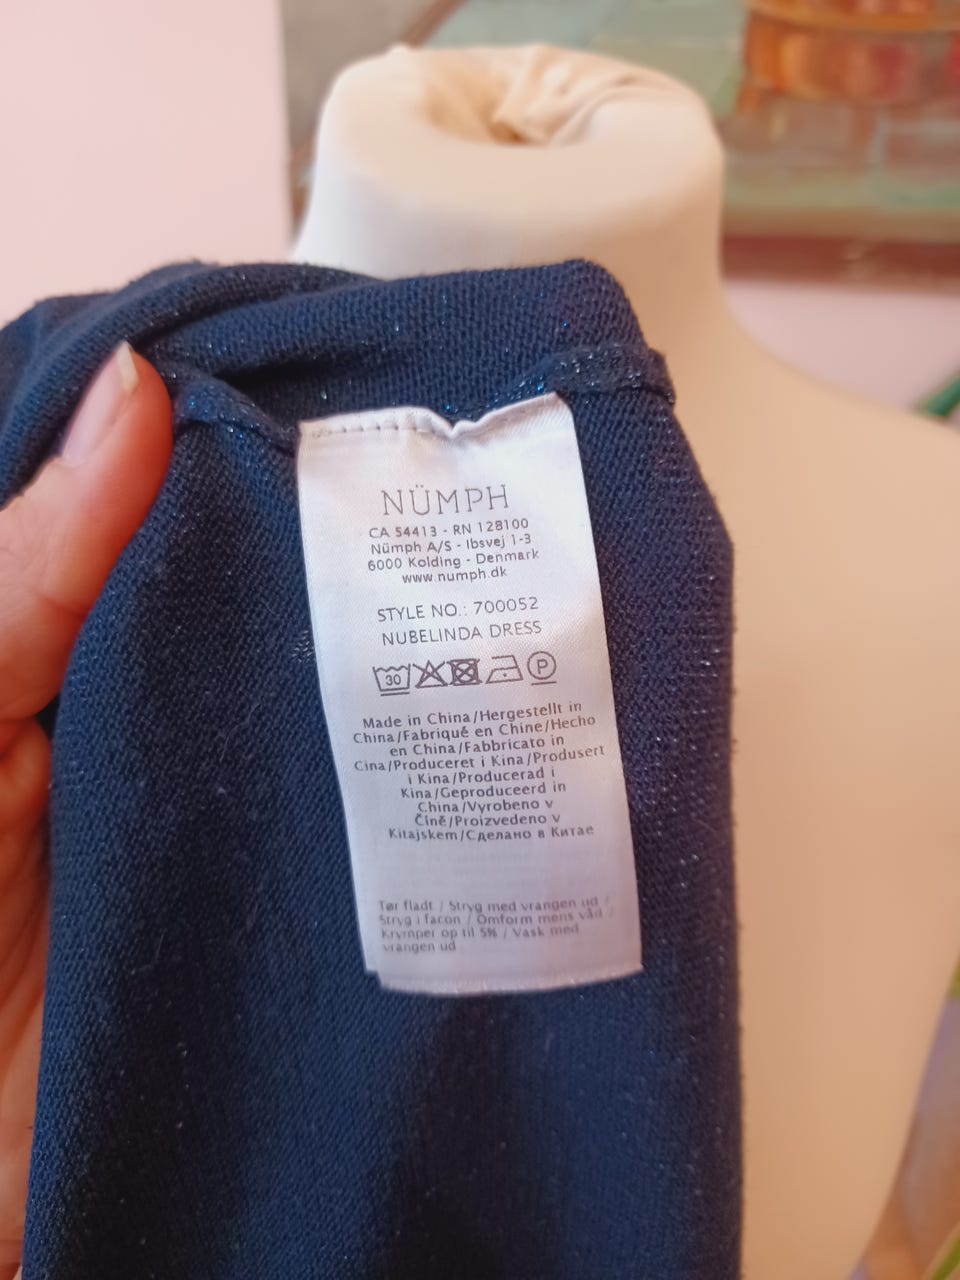 NÜMPH
CA 54413 - RN 128100
Nümph A/S - Ibsvej 1-3
6000 Kolding - Denmark
www.numph.dk
STYLE NO.: 700052
NUBELINDA DRESS
30 P
Made in China/Hergestellt in
China/Fabriqué en Chine/Hecho
en China/Fabbricato in
Cina/Produceret i Kina/Produsert
i Kina/Producerad i
Kina/Geproduceerd in
China/Vyrobeno v
Číně/Proizvedeno v
Kitajskem/Сделано в Китае
Tør fladt / Stryg med vrangen ud /
Stryg i facon / Omform mens våd /
Krymper op til 5% / Vask med
vrangen ud